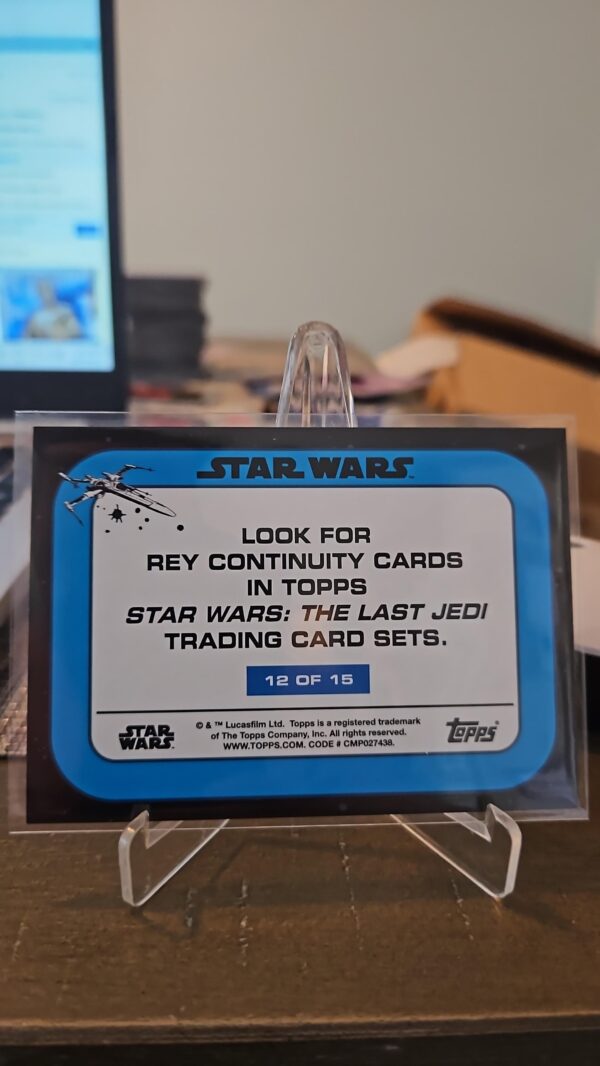 STAR WARS™
LOOK FOR
REY CONTINUITY CARDS
IN TOPPS
STAR WARS: THE LAST JEDI
TRADING CARD SETS.
12 OF 15
STAR
WARS
© & ™ Lucasfilm Ltd. Topps is a registered trademark
of The Topps Company, Inc. All rights reserved.
WWW.TOPPS.COM. CODE # CMP027438.
topps®